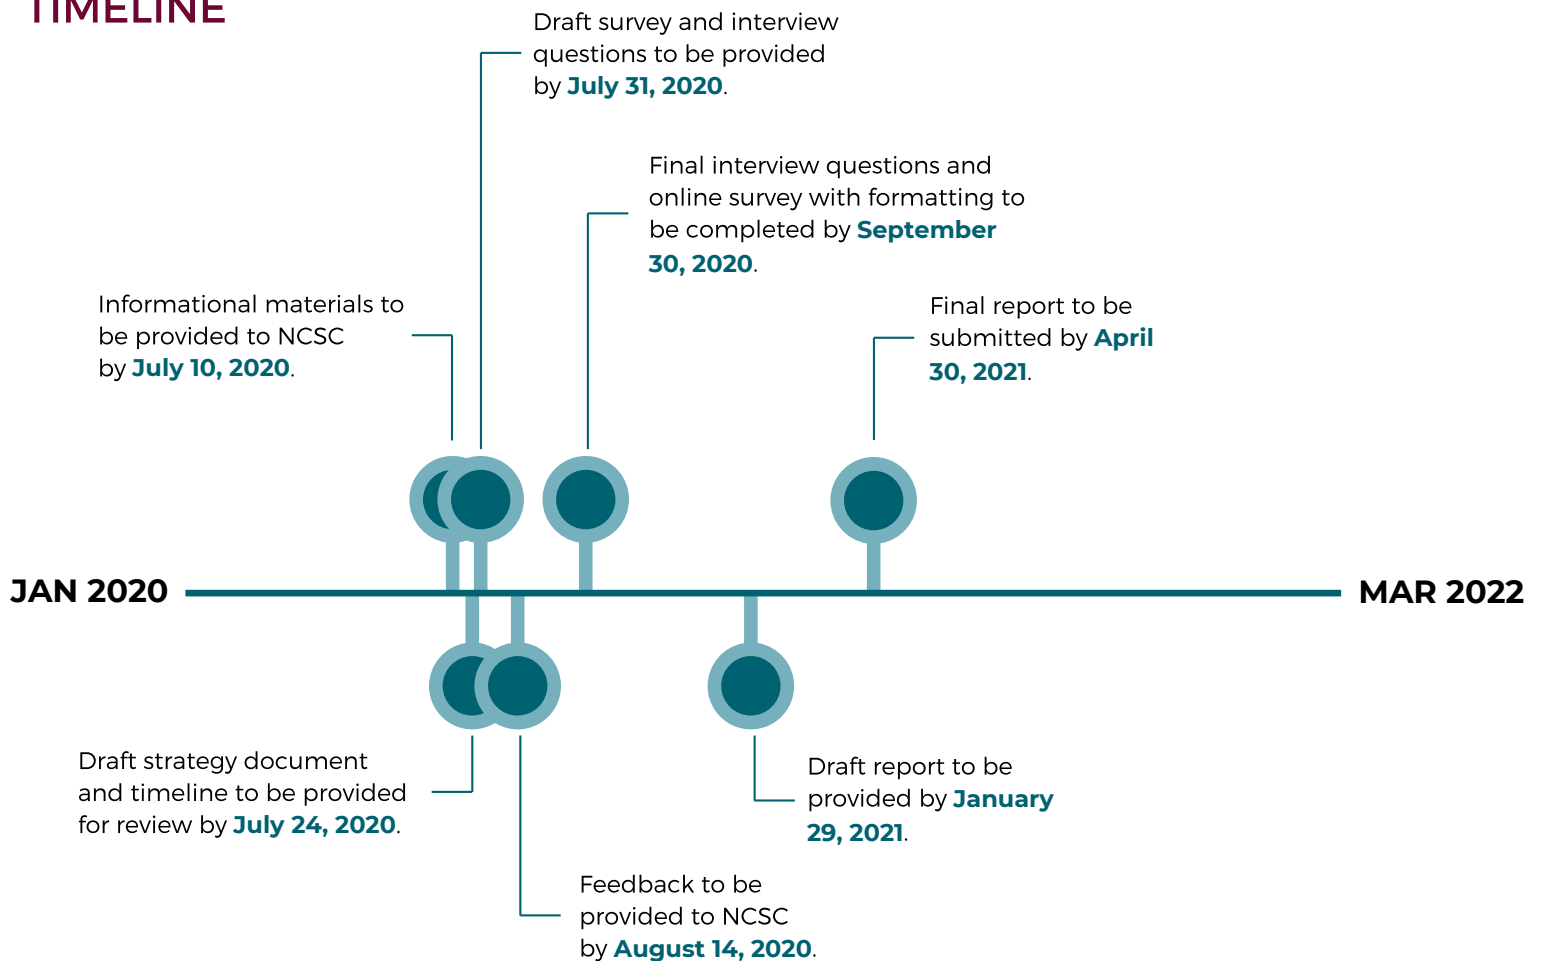 TIMELINE
Draft survey and interview
questions to be provided
by July 31, 2020.
Final interview questions and
online survey with formatting to
be completed by September
30, 2020.
Informational materials to
be provided to NCSC
by July 10, 2020.
Final report to be
submitted by April
30, 2021.
JAN 2020
MAR 2022
Draft strategy document
and timeline to be provided
for review by July 24, 2020.
Draft report to be
provided by January
29, 2021.
Feedback to be
provided to NCSC
by August 14, 2020.